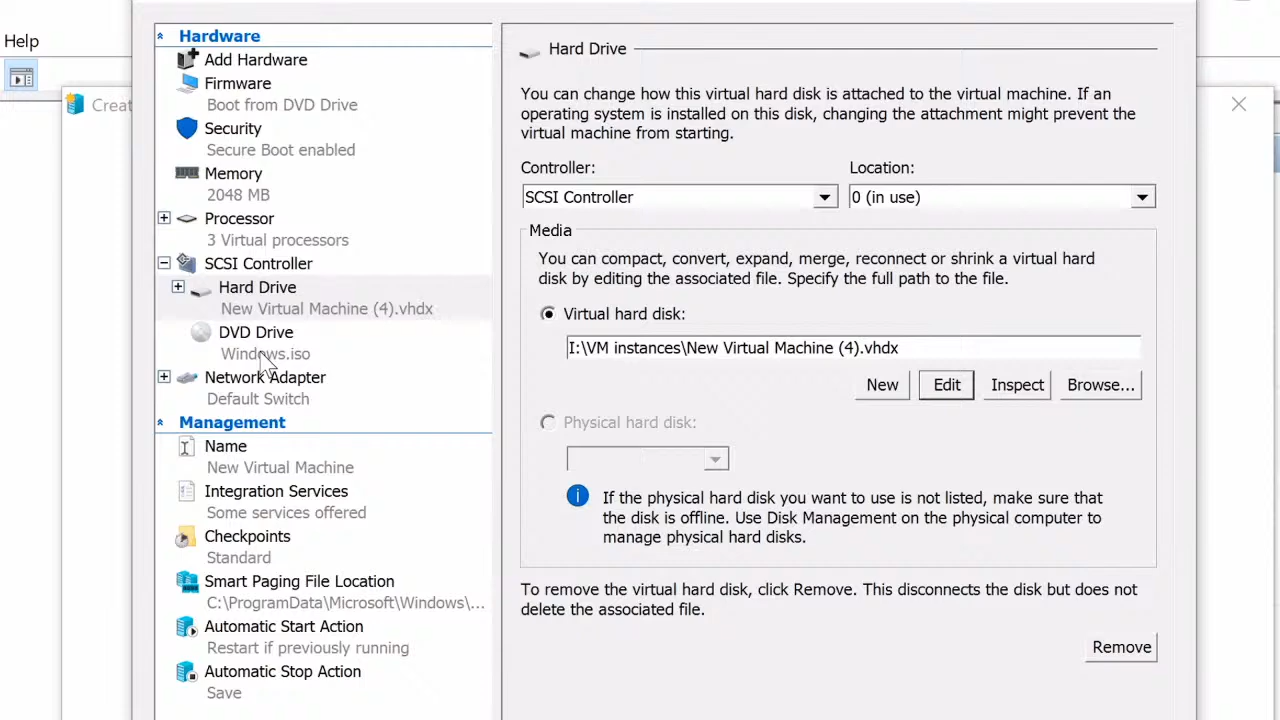 Help
Creat
Hardware
Add Hardware
Firmware
Boot from DVD Drive
Security
Secure Boot enabled
Memory
2048 MB
Processor
3 Virtual processors
SCSI Controller
Hard Drive
New Virtual Machine (4).vhdx
DVD Drive
Windows.iso
Network Adapter
Default Switch
Management
Name
New Virtual Machine
Integration Services
Some services offered
Checkpoints
Standard
Smart Paging File Location
C:\ProgramData\Microsoft\Windows\...
Automatic Start Action
Restart if previously running
Automatic Stop Action
Save
Hard Drive
You can change how this virtual hard disk is attached to the virtual machine. If an
operating system is installed on this disk, changing the attachment might prevent the
virtual machine from starting.
Controller: Location:
SCSI Controller 0 (in use)
Media
You can compact, convert, expand, merge, reconnect or shrink a virtual hard
disk by editing the associated file. Specify the full path to the file.
Virtual hard disk:
I:\VM instances\New Virtual Machine (4).vhdx
New Edit Inspect Browse...
Physical hard disk:
If the physical hard disk you want to use is not listed, make sure that
the disk is offline. Use Disk Management on the physical computer to
manage physical hard disks.
To remove the virtual hard disk, click Remove. This disconnects the disk but does not
delete the associated file.
Remove